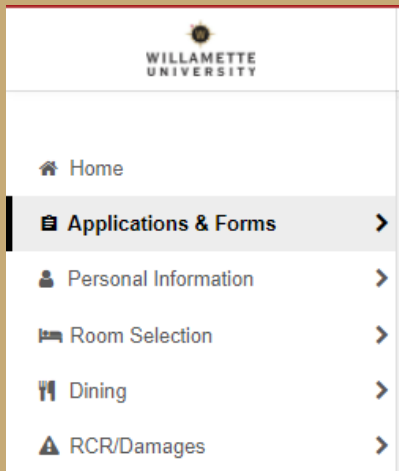 W
WILLAMETTE
UNIVERSITY
Home
Applications & Forms
Personal Information
Room Selection
Dining
RCR/Damages